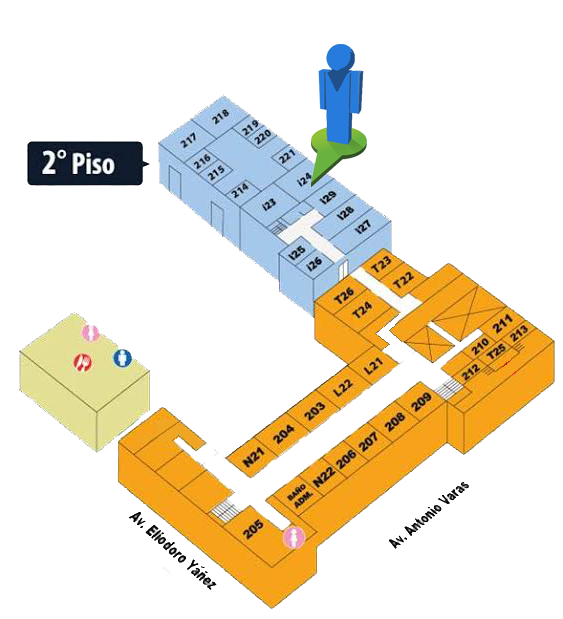 2° Piso
218
217
219
220
216
215
221
214
I24
I23
I29
I28
I27
I25
I26
T23
T22
T26
T24
211
213
210
T25
212
L21
L22
203
204
N21
209
208
207
206
N22
BAÑO
ADM.
205
Av. Eliodoro Yáñez
Av. Antonio Varas